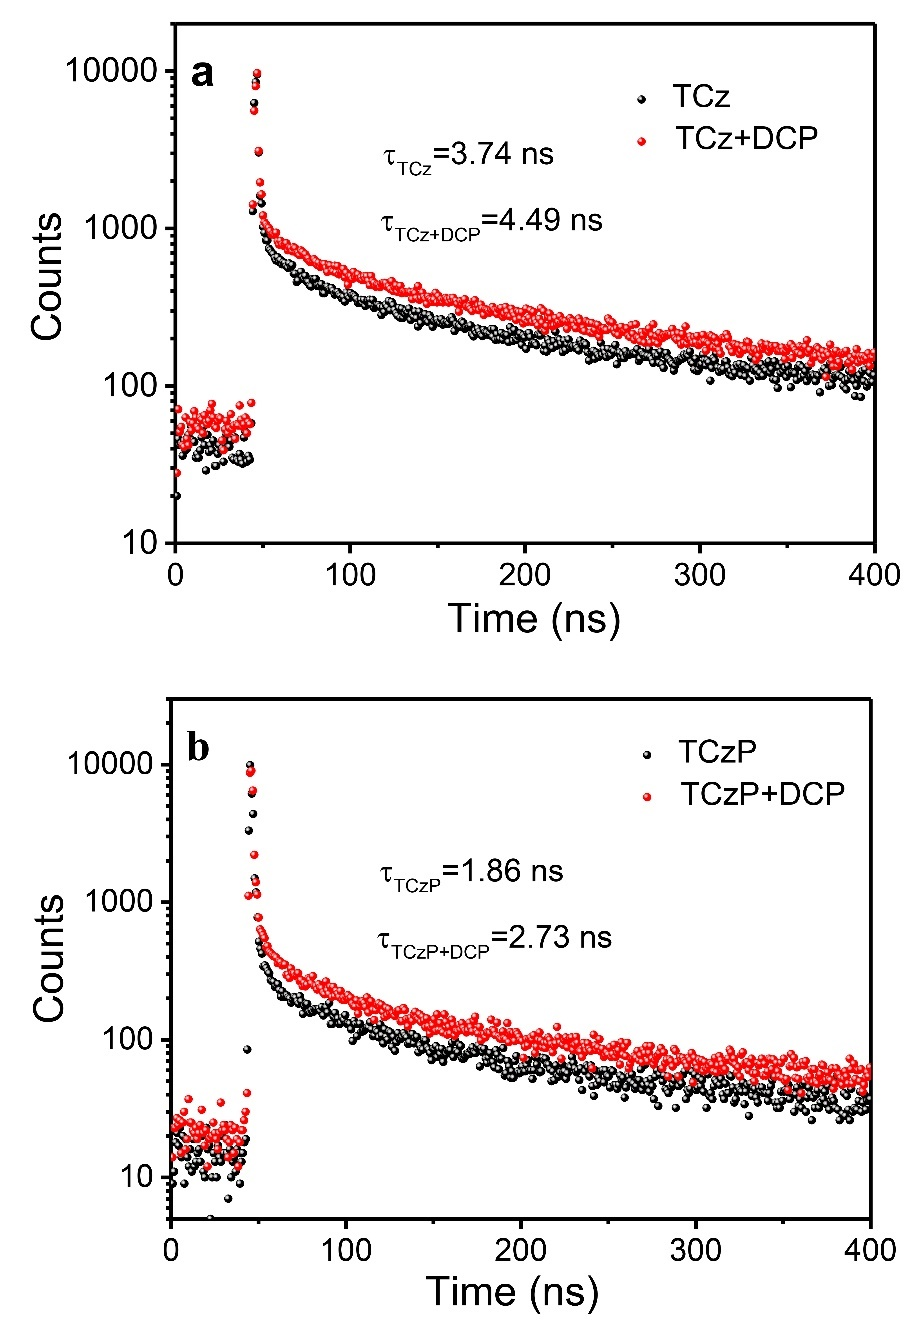 a
TCz
TCz+DCP
τTCz=3.74 ns
τTCz+DCP=4.49 ns
10000
1000
100
10
Counts
0 100 200 300 400
Time (ns)
b
TCzP
TCzP+DCP
τTCzP=1.86 ns
τTCzP+DCP=2.73 ns
10000
1000
100
10
Counts
0 100 200 300 400
Time (ns)